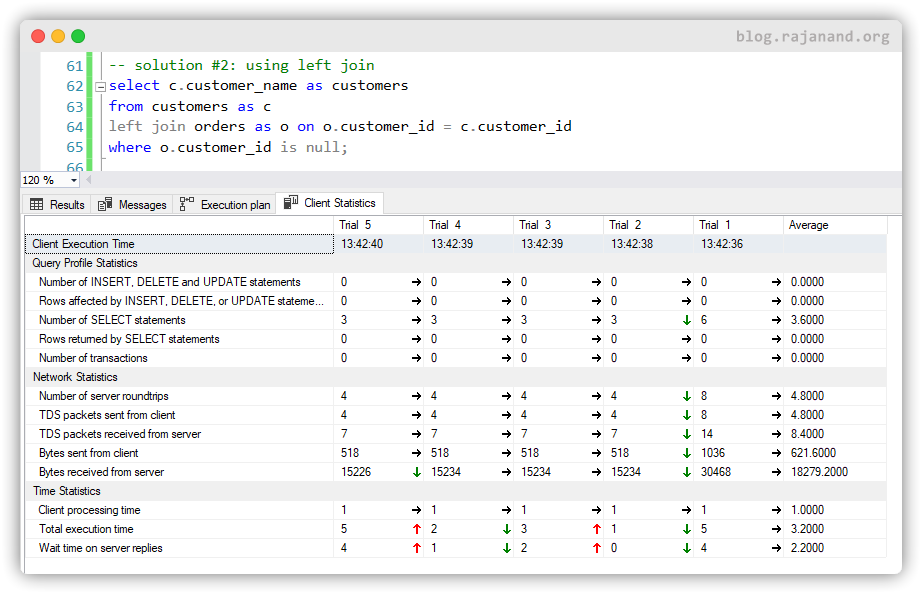 blog.rajanand.org
61 -- solution #2: using left join
62 select c.customer_name as customers
63 from customers as c
64 left join orders as o on o.customer_id = c.customer_id
65 where o.customer_id is null;
66
120 %
Results Messages Execution plan Client Statistics
Trial 5 Trial 4 Trial 3 Trial 2 Trial 1 Average
Client Execution Time 13:42:40 13:42:39 13:42:39 13:42:38 13:42:36
Query Profile Statistics
Number of INSERT, DELETE and UPDATE statements 0 → 0 → 0 → 0 → 0 → 0.0000
Rows affected by INSERT, DELETE, or UPDATE stateme... 0 → 0 → 0 → 0 → 0 → 0.0000
Number of SELECT statements 3 → 3 → 3 → 3 ↓ 6 → 3.6000
Rows returned by SELECT statements 0 → 0 → 0 → 0 → 0 → 0.0000
Number of transactions 0 → 0 → 0 → 0 → 0 → 0.0000
Network Statistics
Number of server roundtrips 4 → 4 → 4 → 4 ↓ 8 → 4.8000
TDS packets sent from client 4 → 4 → 4 → 4 ↓ 8 → 4.8000
TDS packets received from server 7 → 7 → 7 → 7 ↓ 14 → 8.4000
Bytes sent from client 518 → 518 → 518 → 518 ↓ 1036 → 621.6000
Bytes received from server 15226 ↓ 15234 → 15234 → 15234 ↓ 30468 → 18279.2000
Time Statistics
Client processing time 1 → 1 → 1 → 1 → 1 → 1.0000
Total execution time 5 ↑ 2 ↓ 3 ↑ 1 ↓ 5 → 3.2000
Wait time on server replies 4 ↑ 1 ↓ 2 ↑ 0 ↓ 4 → 2.2000